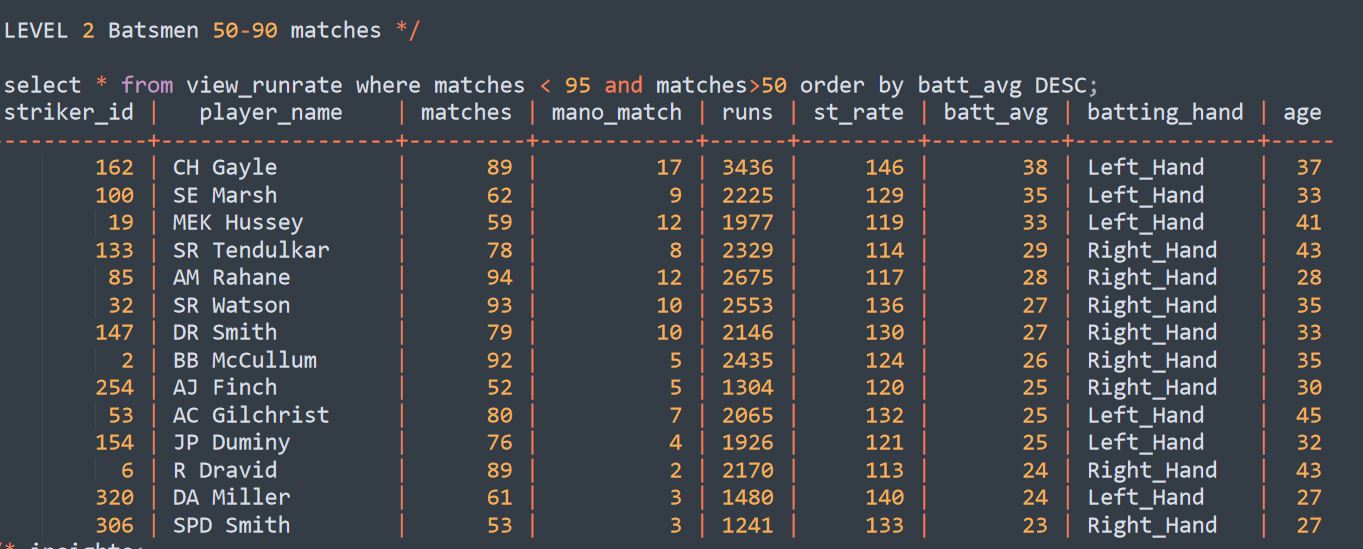 LEVEL 2 Batsmen 50-90 matches */
select * from view_runrate where matches < 95 and matches>50 order by batt_avg DESC;
striker_id | player_name | matches | mano_match | runs | st_rate | batt_avg | batting_hand | age
162 | CH Gayle | 89 | 17 | 3436 | 146 | 38 | Left_Hand | 37
100 | SE Marsh | 62 | 9 | 2225 | 129 | 35 | Left_Hand | 33
19 | MEK Hussey | 59 | 12 | 1977 | 119 | 33 | Left_Hand | 41
133 | SR Tendulkar | 78 | 8 | 2329 | 114 | 29 | Right_Hand | 43
85 | AM Rahane | 94 | 12 | 2675 | 117 | 28 | Right_Hand | 28
32 | SR Watson | 93 | 10 | 2553 | 136 | 27 | Right_Hand | 35
147 | DR Smith | 79 | 10 | 2146 | 130 | 27 | Right_Hand | 33
2 | BB McCullum | 92 | 5 | 2435 | 124 | 26 | Right_Hand | 35
254 | AJ Finch | 52 | 5 | 1304 | 120 | 25 | Right_Hand | 30
53 | AC Gilchrist | 80 | 7 | 2065 | 132 | 25 | Left_Hand | 45
154 | JP Duminy | 76 | 4 | 1926 | 121 | 25 | Left_Hand | 32
6 | R Dravid | 89 | 2 | 2170 | 113 | 24 | Right_Hand | 43
320 | DA Miller | 61 | 3 | 1480 | 140 | 24 | Left_Hand | 27
306 | SPD Smith | 53 | 3 | 1241 | 133 | 23 | Right_Hand | 27